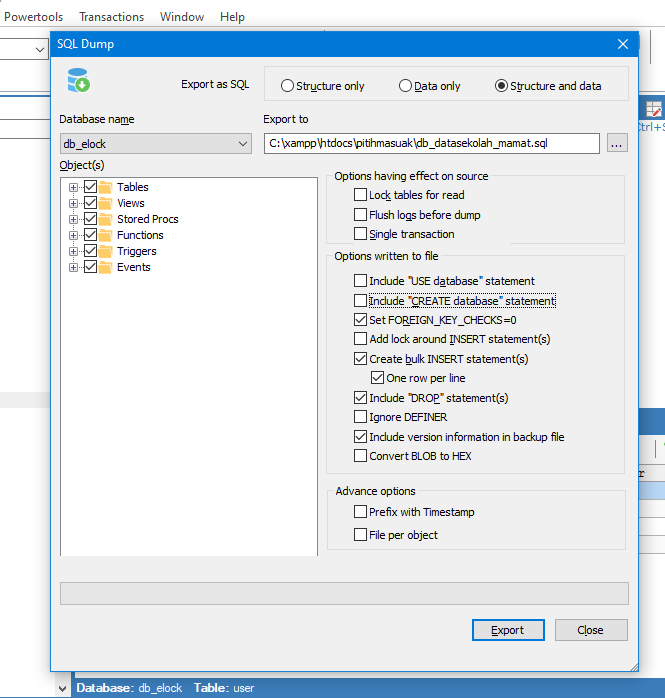 Powertools Transactions Window Help
SQL Dump
Export as SQL Structure only Data only Structure and data
Database name Export to
db_elock C:\xampp\htdocs\pitihmasuak\db_datasekolah_mamat.sql ...
Object(s)
Tables
Views
Stored Procs
Functions
Triggers
Events
Options having effect on source
Lock tables for read
Flush logs before dump
Single transaction
Options written to file
Include "USE database" statement
Include "CREATE database" statement
Set FOREIGN_KEY_CHECKS=0
Add lock around INSERT statement(s)
Create bulk INSERT statement(s)
One row per line
Include "DROP" statement(s)
Ignore DEFINER
Include version information in backup file
Convert BLOB to HEX
Advance options
Prefix with Timestamp
File per object
Export Close
Database: db_elock Table: user